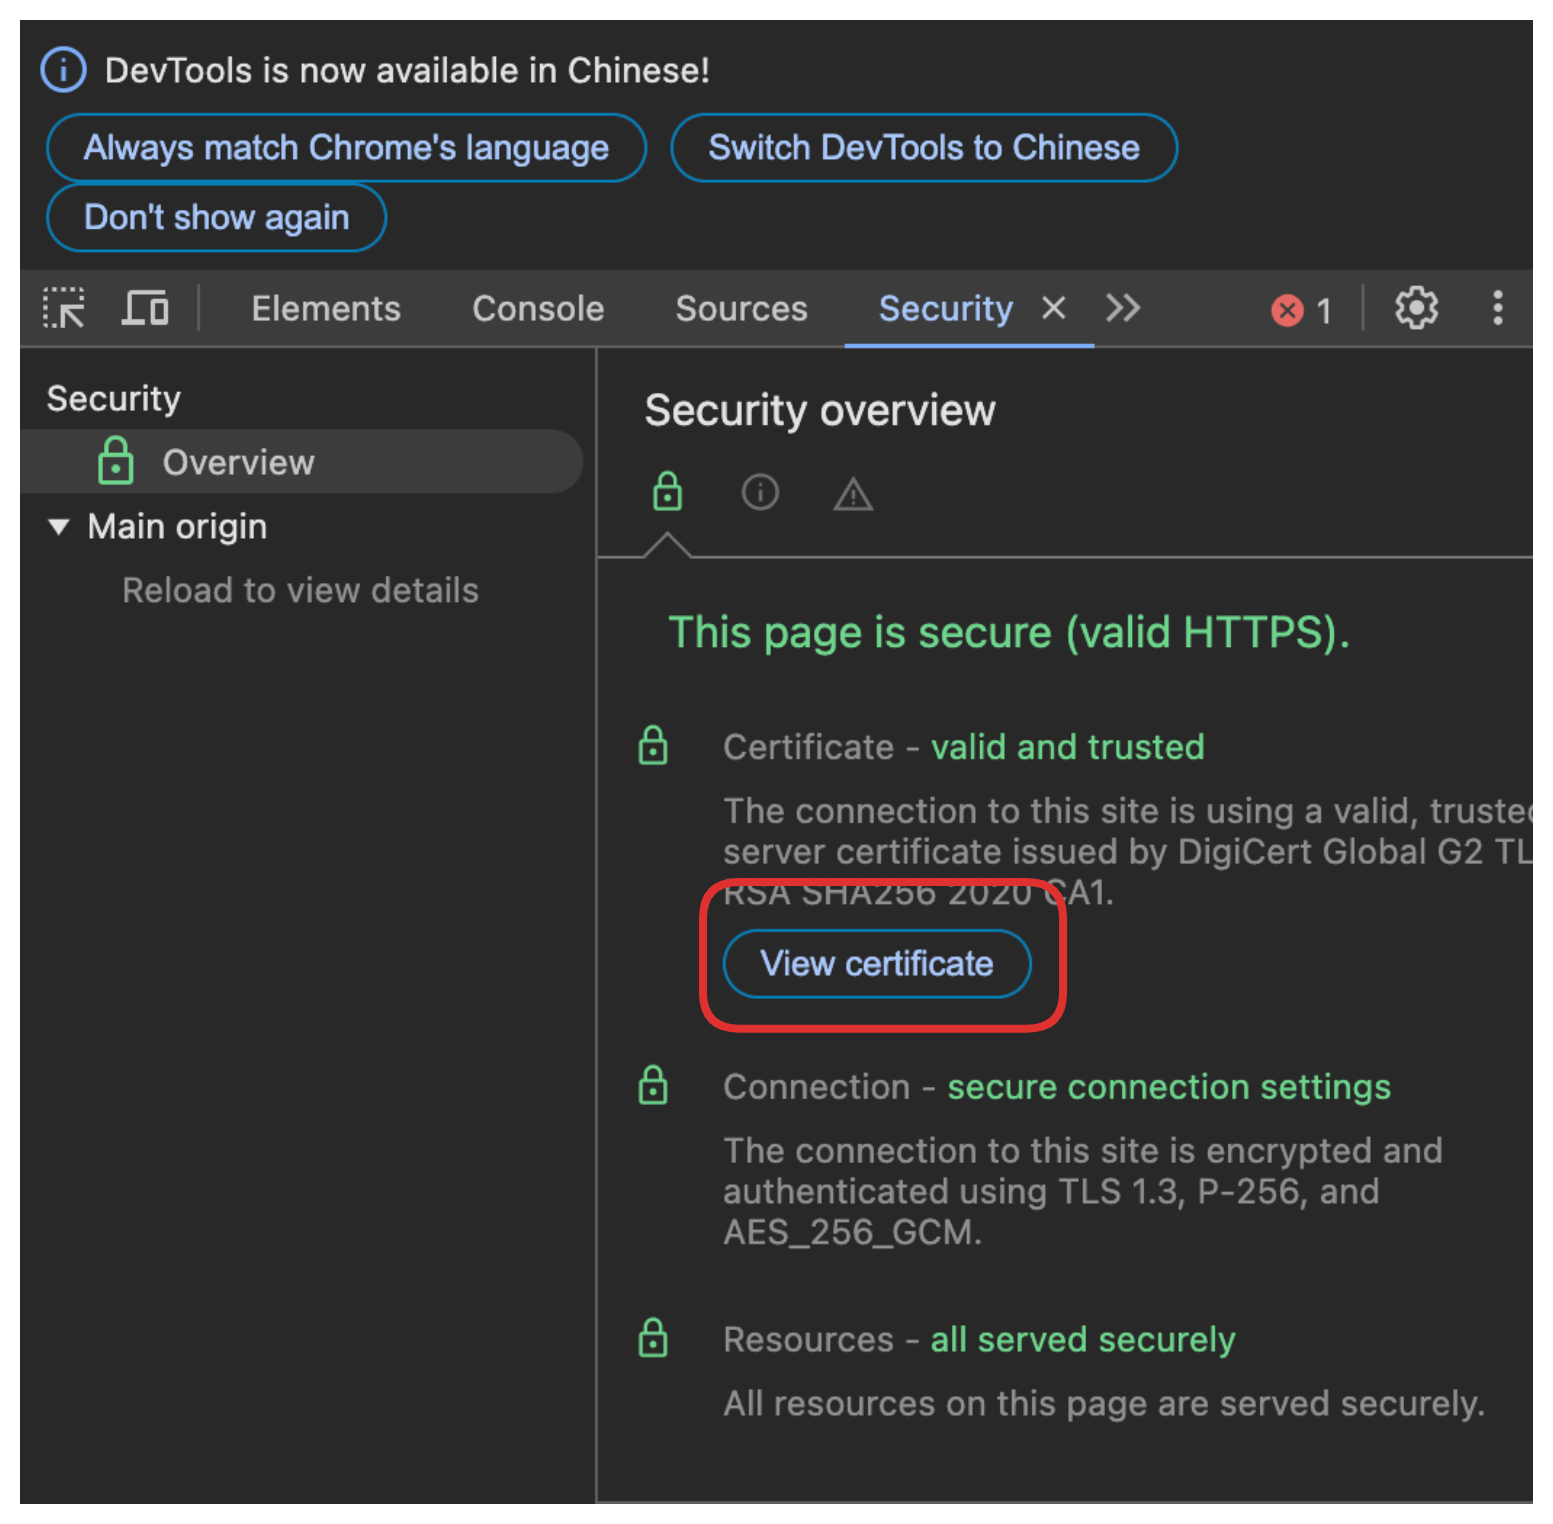 DevTools is now available in Chinese!
Always match Chrome's language
Switch DevTools to Chinese
Don't show again
Elements
Console
Sources
Security
1
Security
Overview
Main origin
Reload to view details
Security overview
This page is secure (valid HTTPS).
Certificate - valid and trusted
The connection to this site is using a valid, trusted
server certificate issued by DigiCert Global G2 TL
RSA SHA256 2020 CA1.
View certificate
Connection - secure connection settings
The connection to this site is encrypted and
authenticated using TLS 1.3, P-256, and
AES_256_GCM.
Resources - all served securely
All resources on this page are served securely.